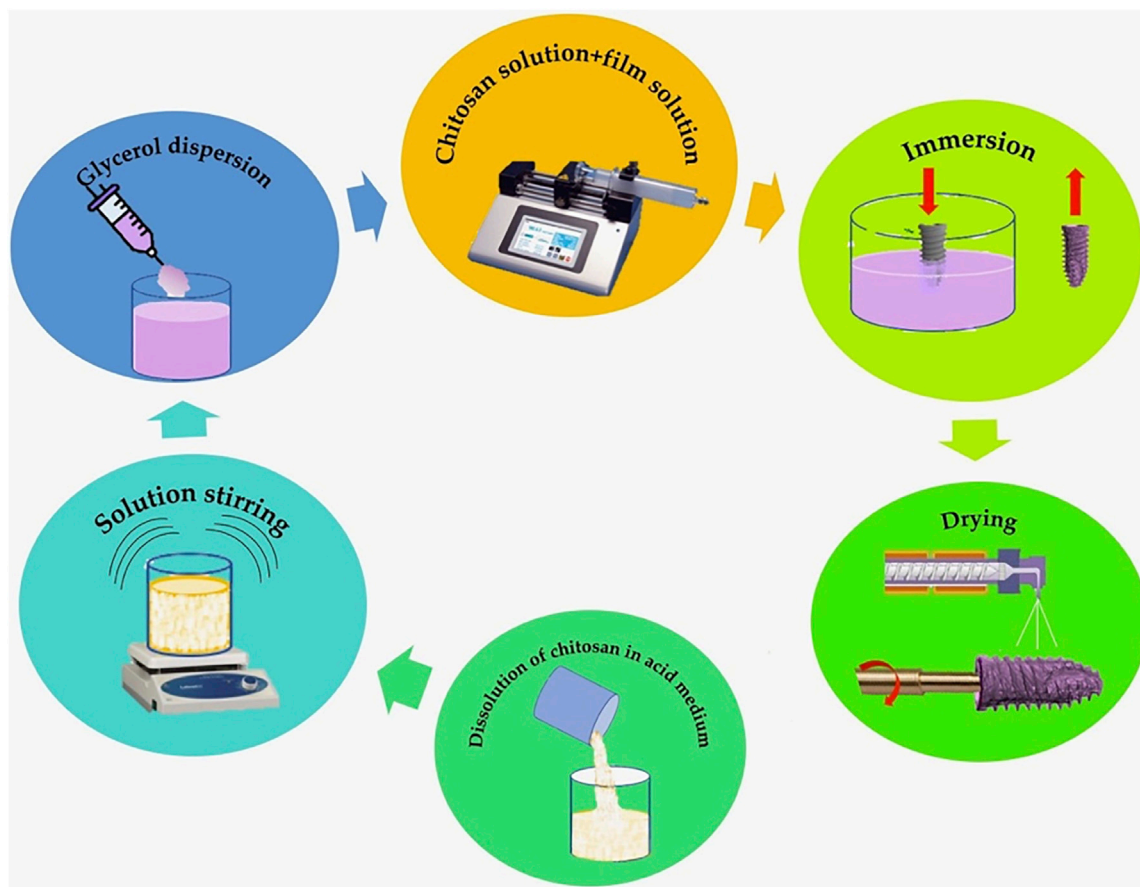 Chitosan solution+film solution
Glycerol dispersion
Immersion
Solution stirring
Drying
Dissolution of chitosan in acid medium